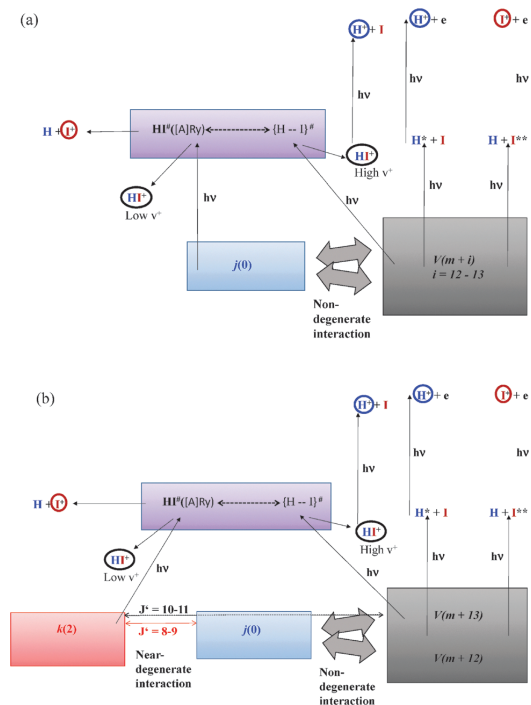 (a)
H⁺ + I
H⁺ + e
I⁺ + e
hν
hν
hν
H + I⁺
HI#([A]Ry)
{H -- I}#
HI⁺
High v⁺
H* + I
H + I**
HI⁺
Low v⁺
hν
hν
hν
hν
j(0)
V(m + i)
i = 12 - 13
Non-
degenerate
interaction
(b)
H⁺ + I
H⁺ + e
I⁺ + e
hν
hν
hν
H + I⁺
HI#([A]Ry)
{H -- I}#
HI⁺
High v⁺
H* + I
H + I**
HI⁺
Low v⁺
hν
hν
hν
hν
k(2)
J‘ = 10-11
J‘ = 8-9
j(0)
V(m + 13)
V(m + 12)
Near-
degenerate
interaction
Non-
degenerate
interaction